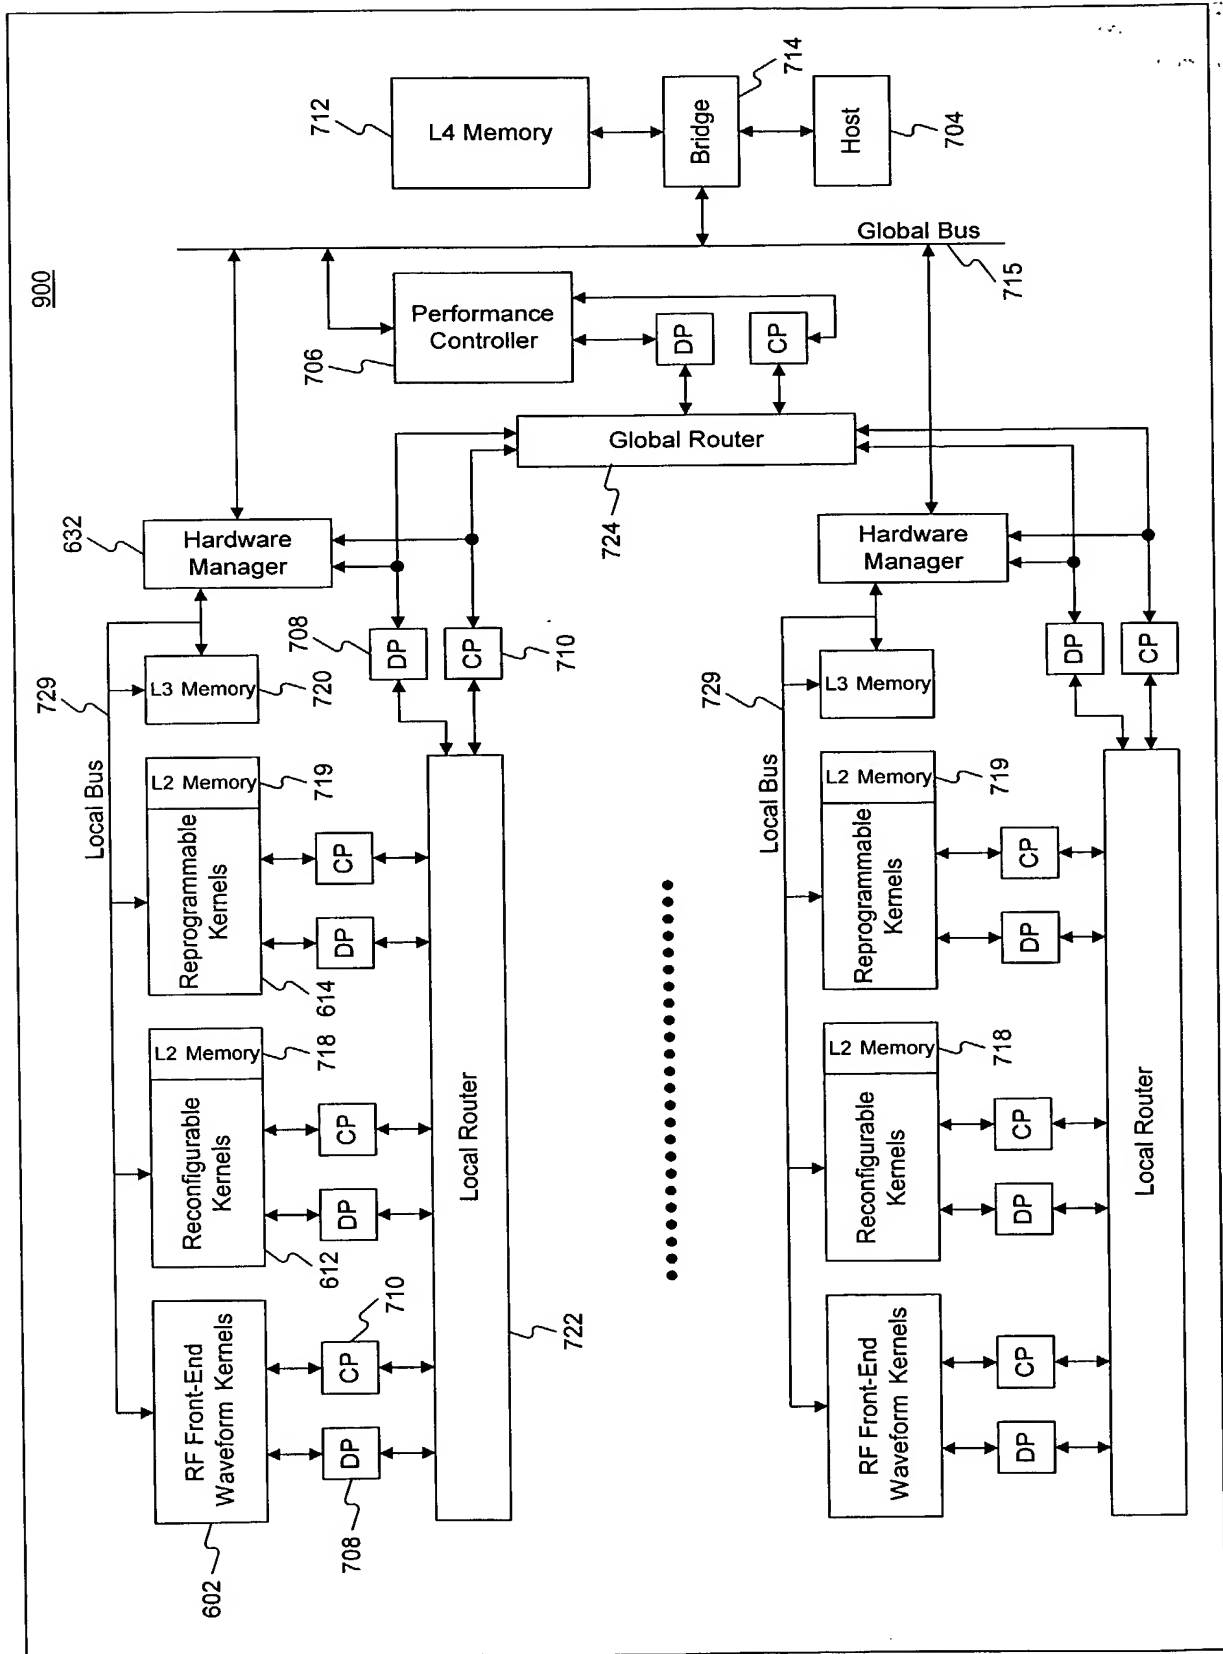 900
712
L4 Memory
Bridge
714
Host
704
Global Bus
715
Performance
Controller
706
DP
CP
Global Router
724
632
Hardware
Manager
708
DP
CP
710
729
Local Bus
L3 Memory
720
L2 Memory
719
Reprogrammable
Kernels
614
DP
CP
L2 Memory
718
Reconfigurable
Kernels
612
DP
CP
RF Front-End
Waveform Kernels
602
DP
708
CP
710
Local Router
722
Hardware
Manager
DP
CP
729
Local Bus
L3 Memory
L2 Memory
719
Reprogrammable
Kernels
DP
CP
L2 Memory
718
Reconfigurable
Kernels
DP
CP
RF Front-End
Waveform Kernels
DP
CP
Local Router